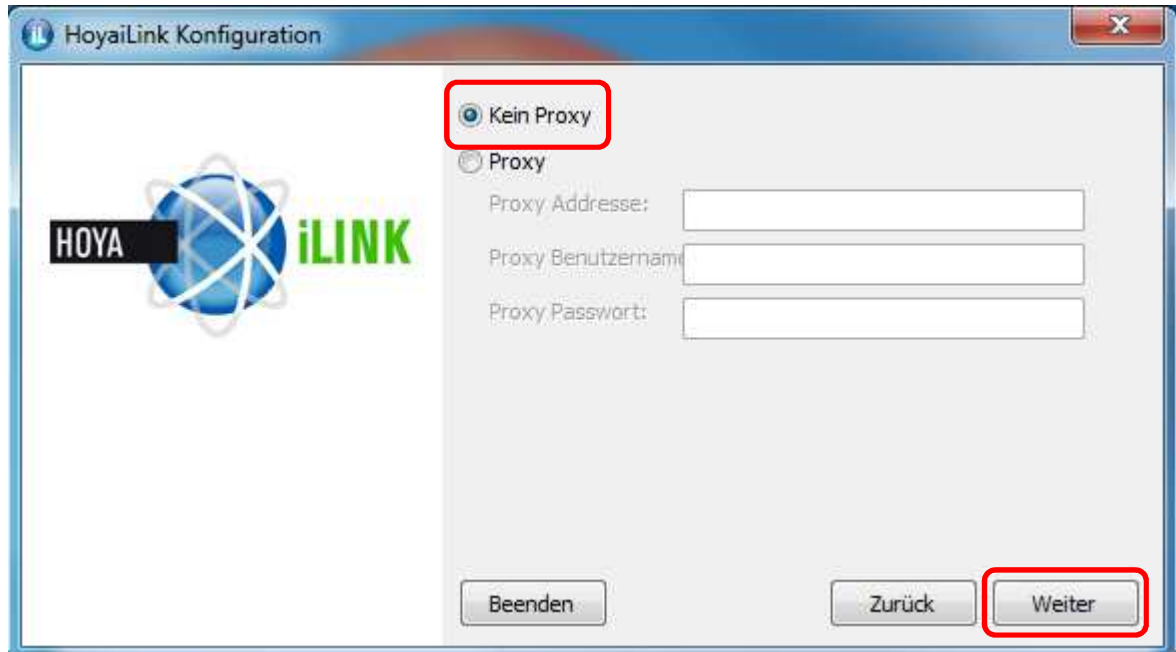 HoyaiLink Konfiguration
Kein Proxy
Proxy
Proxy Addresse:
Proxy Benutzername
Proxy Passwort:
HOYA iLINK
Beenden
Zurück
Weiter